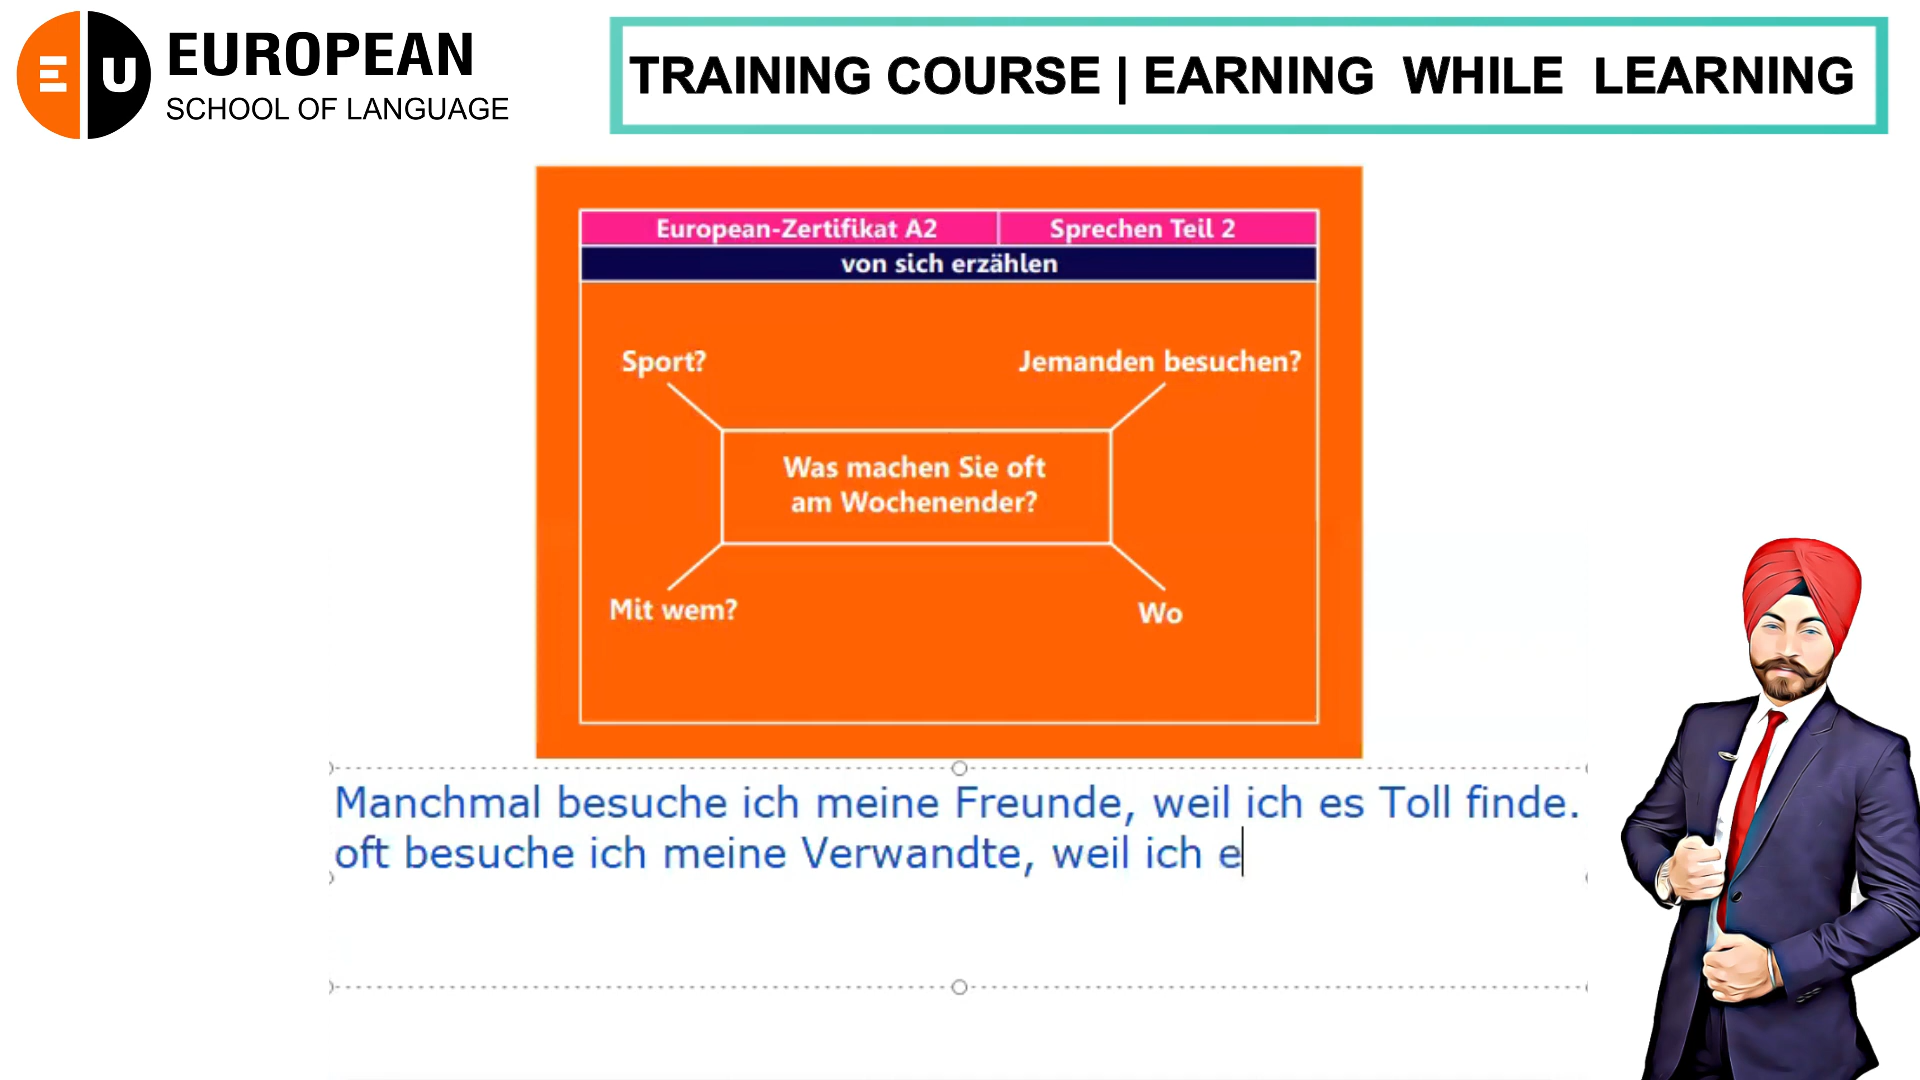 EU EUROPEAN
SCHOOL OF LANGUAGE
TRAINING COURSE | EARNING WHILE LEARNING
European-Zertifikat A2 Sprechen Teil 2
von sich erzählen
Sport? Jemanden besuchen?
Was machen Sie oft
am Wochenender?
Mit wem? Wo
Manchmal besuche ich meine Freunde, weil ich es Toll finde.
oft besuche ich meine Verwandte, weil ich e